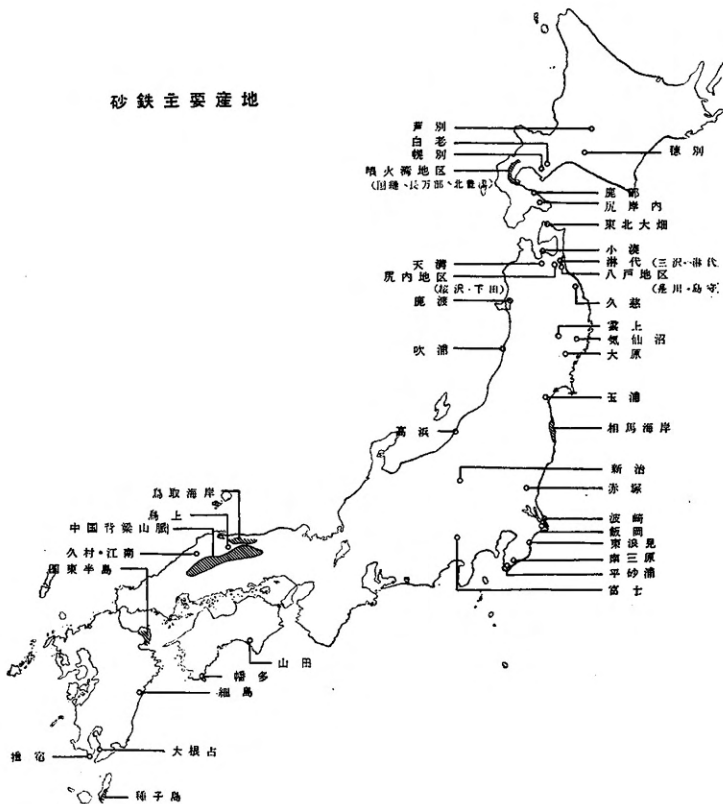 砂鉄主要産地
芦別
白老
幌別
噴火湾地区
(国縫・長万部・北豊津)
穂別
鹿部
尻岸内
東北大畑
小湊
天溝
淋代(三沢・淋代)
尻内地区
(桜沢・下田)
八戸地区
(是川・島守)
鹿渡
久慈
雲上
気仙沼
大原
吹浦
玉浦
高浜
相馬海岸
新治
赤塚
鳥取海岸
鳥上
中国脊梁山脈
久村・江南
国東半島
波崎
飯岡
東浪見
南三原
平砂浦
富士
山田
幡多
細島
大根占
指宿
種子島